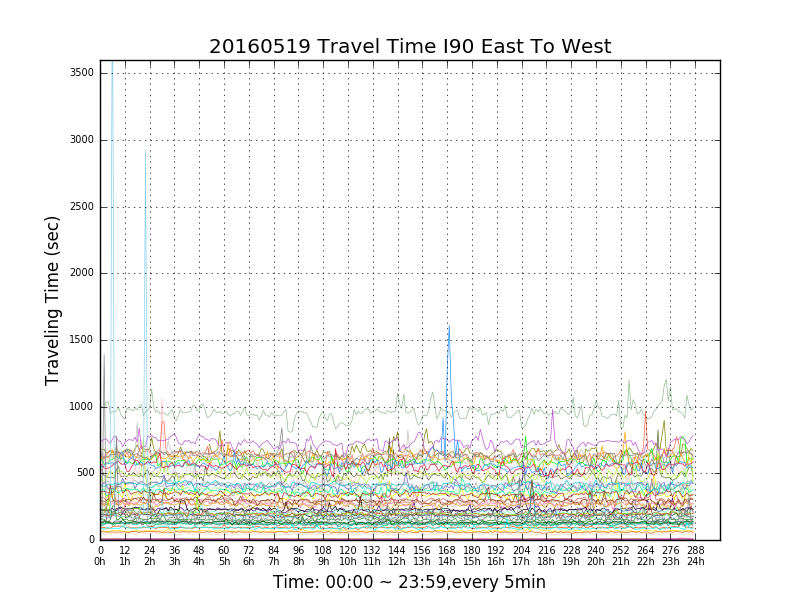 20160519 Travel Time I90 East To West
Traveling Time (sec)
3500
3000
2500
2000
1500
1000
500
0
0 12 24 36 48 60 72 84 96 108 120 132 144 156 168 180 192 204 216 228 240 252 264 276 288
0h 1h 2h 3h 4h 5h 6h 7h 8h 9h 10h 11h 12h 13h 14h 15h 16h 17h 18h 19h 20h 21h 22h 23h 24h
Time: 00:00 ~ 23:59,every 5min